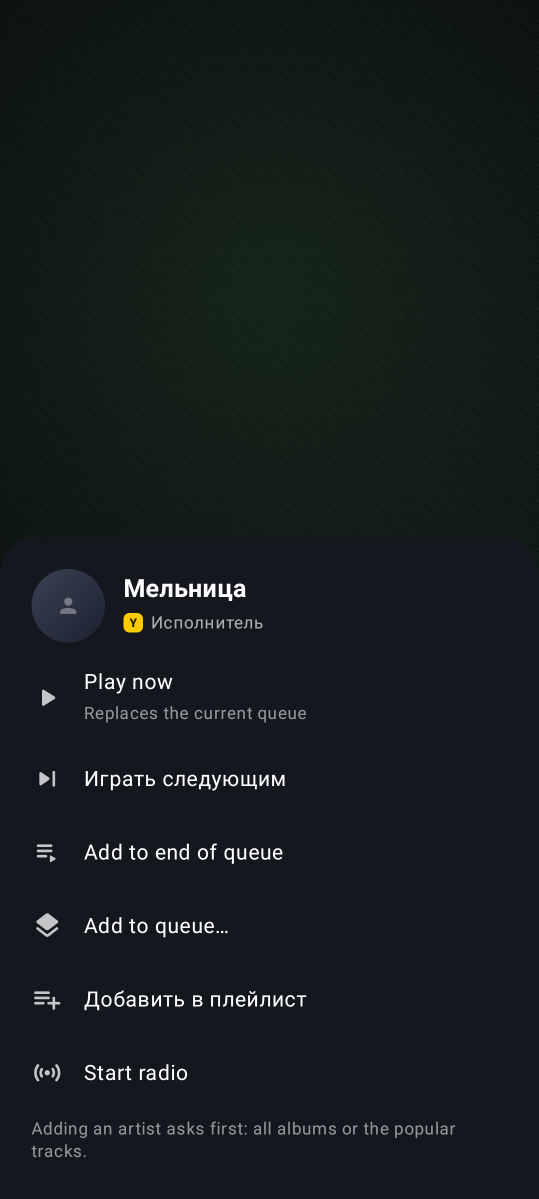 Мельница
Y Исполнитель
Play now
Replaces the current queue
Играть следующим
Add to end of queue
Add to queue…
Добавить в плейлист
Start radio
Adding an artist asks first: all albums or the popular
tracks.